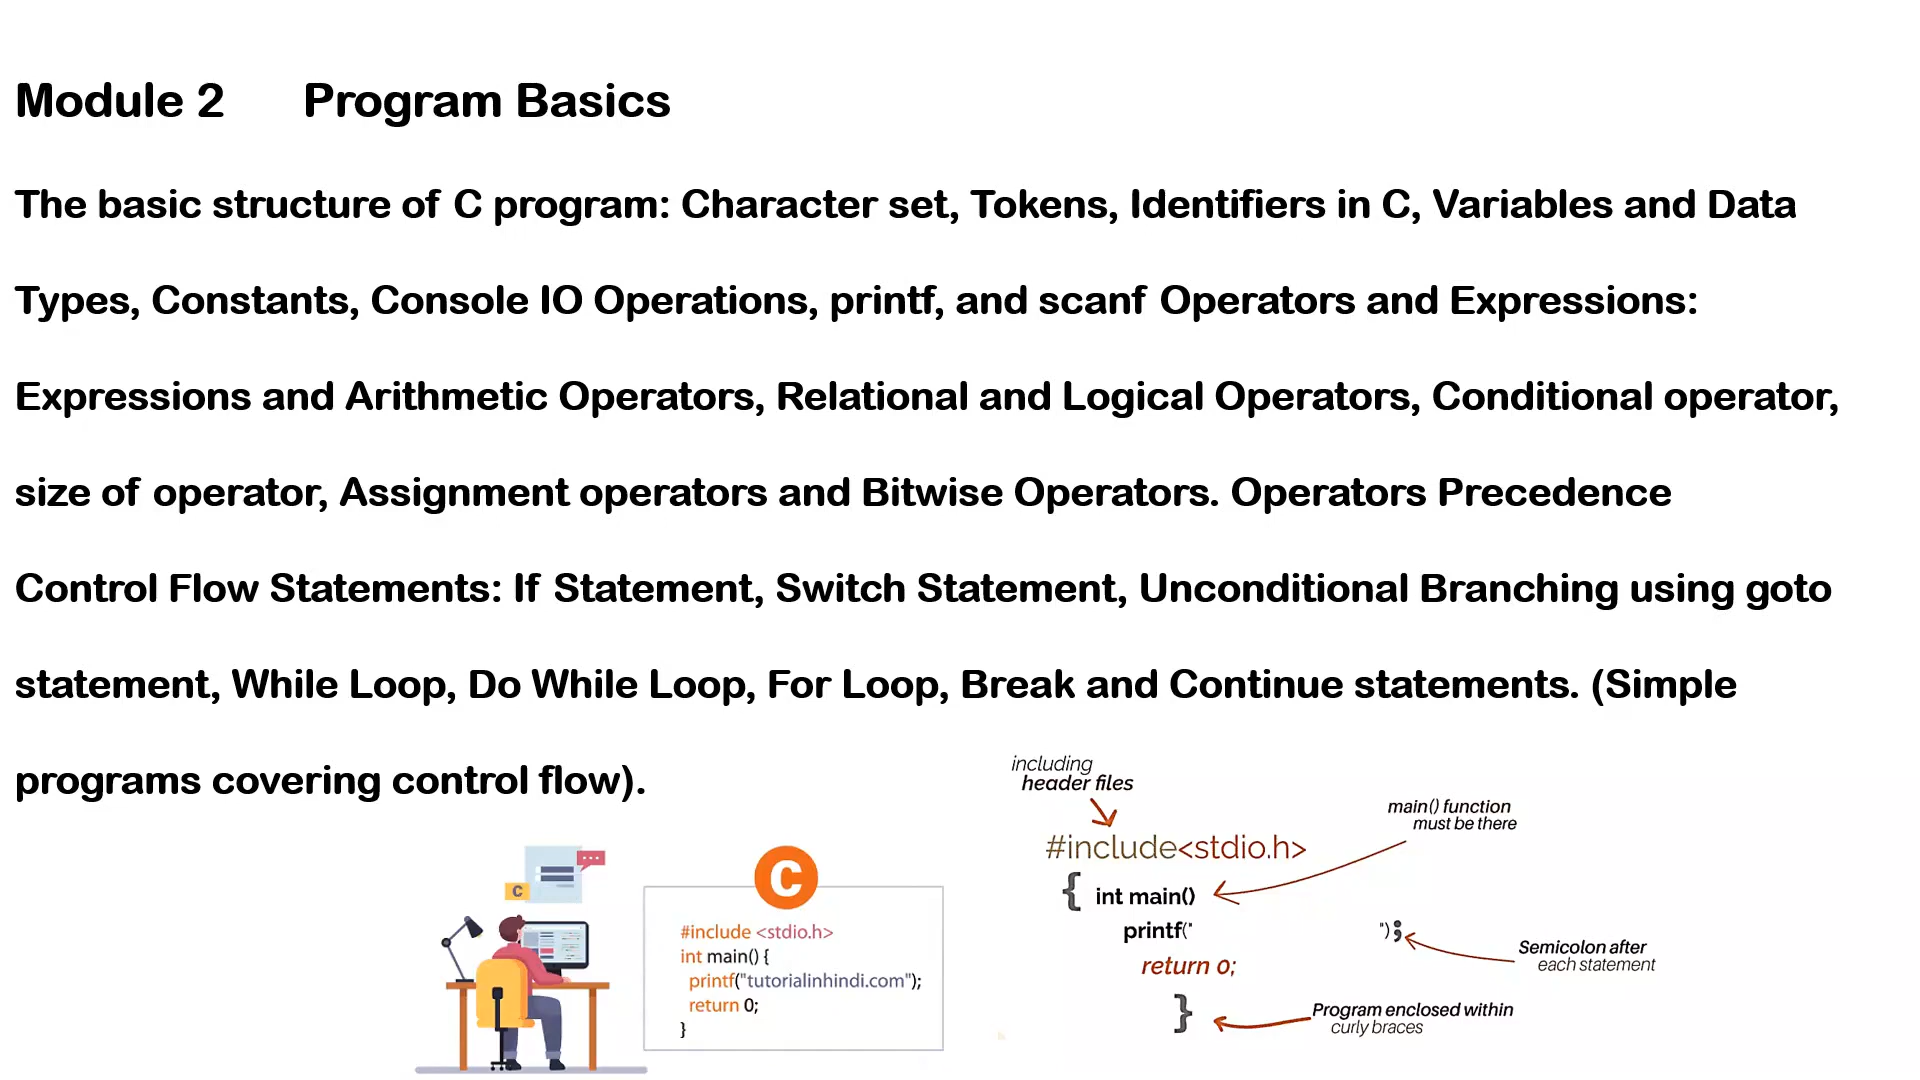 Module 2 Program Basics
The basic structure of C program: Character set, Tokens, Identifiers in C, Variables and Data
Types, Constants, Console IO Operations, printf, and scanf Operators and Expressions:
Expressions and Arithmetic Operators, Relational and Logical Operators, Conditional operator,
size of operator, Assignment operators and Bitwise Operators. Operators Precedence
Control Flow Statements: If Statement, Switch Statement, Unconditional Branching using goto
statement, While Loop, Do While Loop, For Loop, Break and Continue statements. (Simple
programs covering control flow).
C
C
#include <stdio.h>
int main() {
printf("tutorialinhindi.com");
return 0;
}
including
header files
#include<stdio.h>
main() function
must be there
{ int main()
printf(" ");
Semicolon after
each statement
return 0;
}
Program enclosed within
curly braces